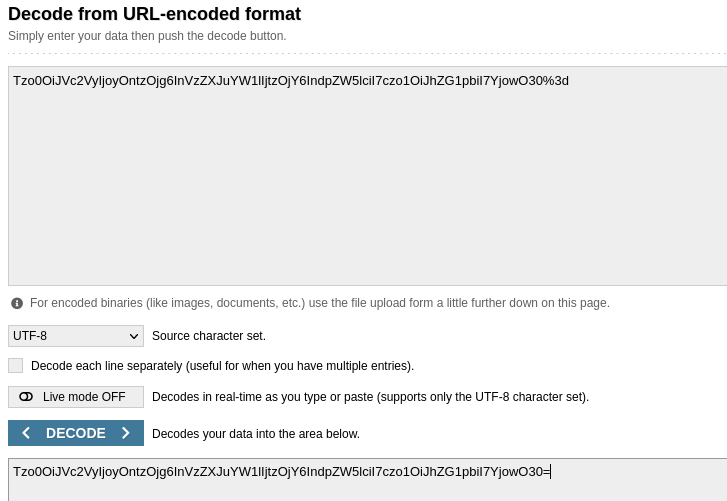 Decode from URL-encoded format
Simply enter your data then push the decode button.
Tzo0OiJVc2VyIjoyOntzOjg6InVzZXJuYW1lIjtzOjY6IndpZW5lciI7czo1OiJhZG1pbiI7YjowO30%3d
For encoded binaries (like images, documents, etc.) use the file upload form a little further down on this page.
UTF-8 Source character set.
Decode each line separately (useful for when you have multiple entries).
Live mode OFF Decodes in real-time as you type or paste (supports only the UTF-8 character set).
< DECODE > Decodes your data into the area below.
Tzo0OiJVc2VyIjoyOntzOjg6InVzZXJuYW1lIjtzOjY6IndpZW5lciI7czo1OiJhZG1pbiI7YjowO30=